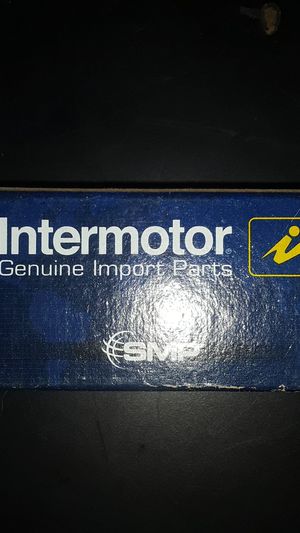 Intermotor
Genuine Import Parts
i
SMP